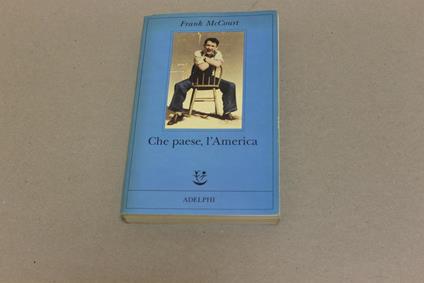 Frank McCourt
Che paese, l'America
ADELPHI